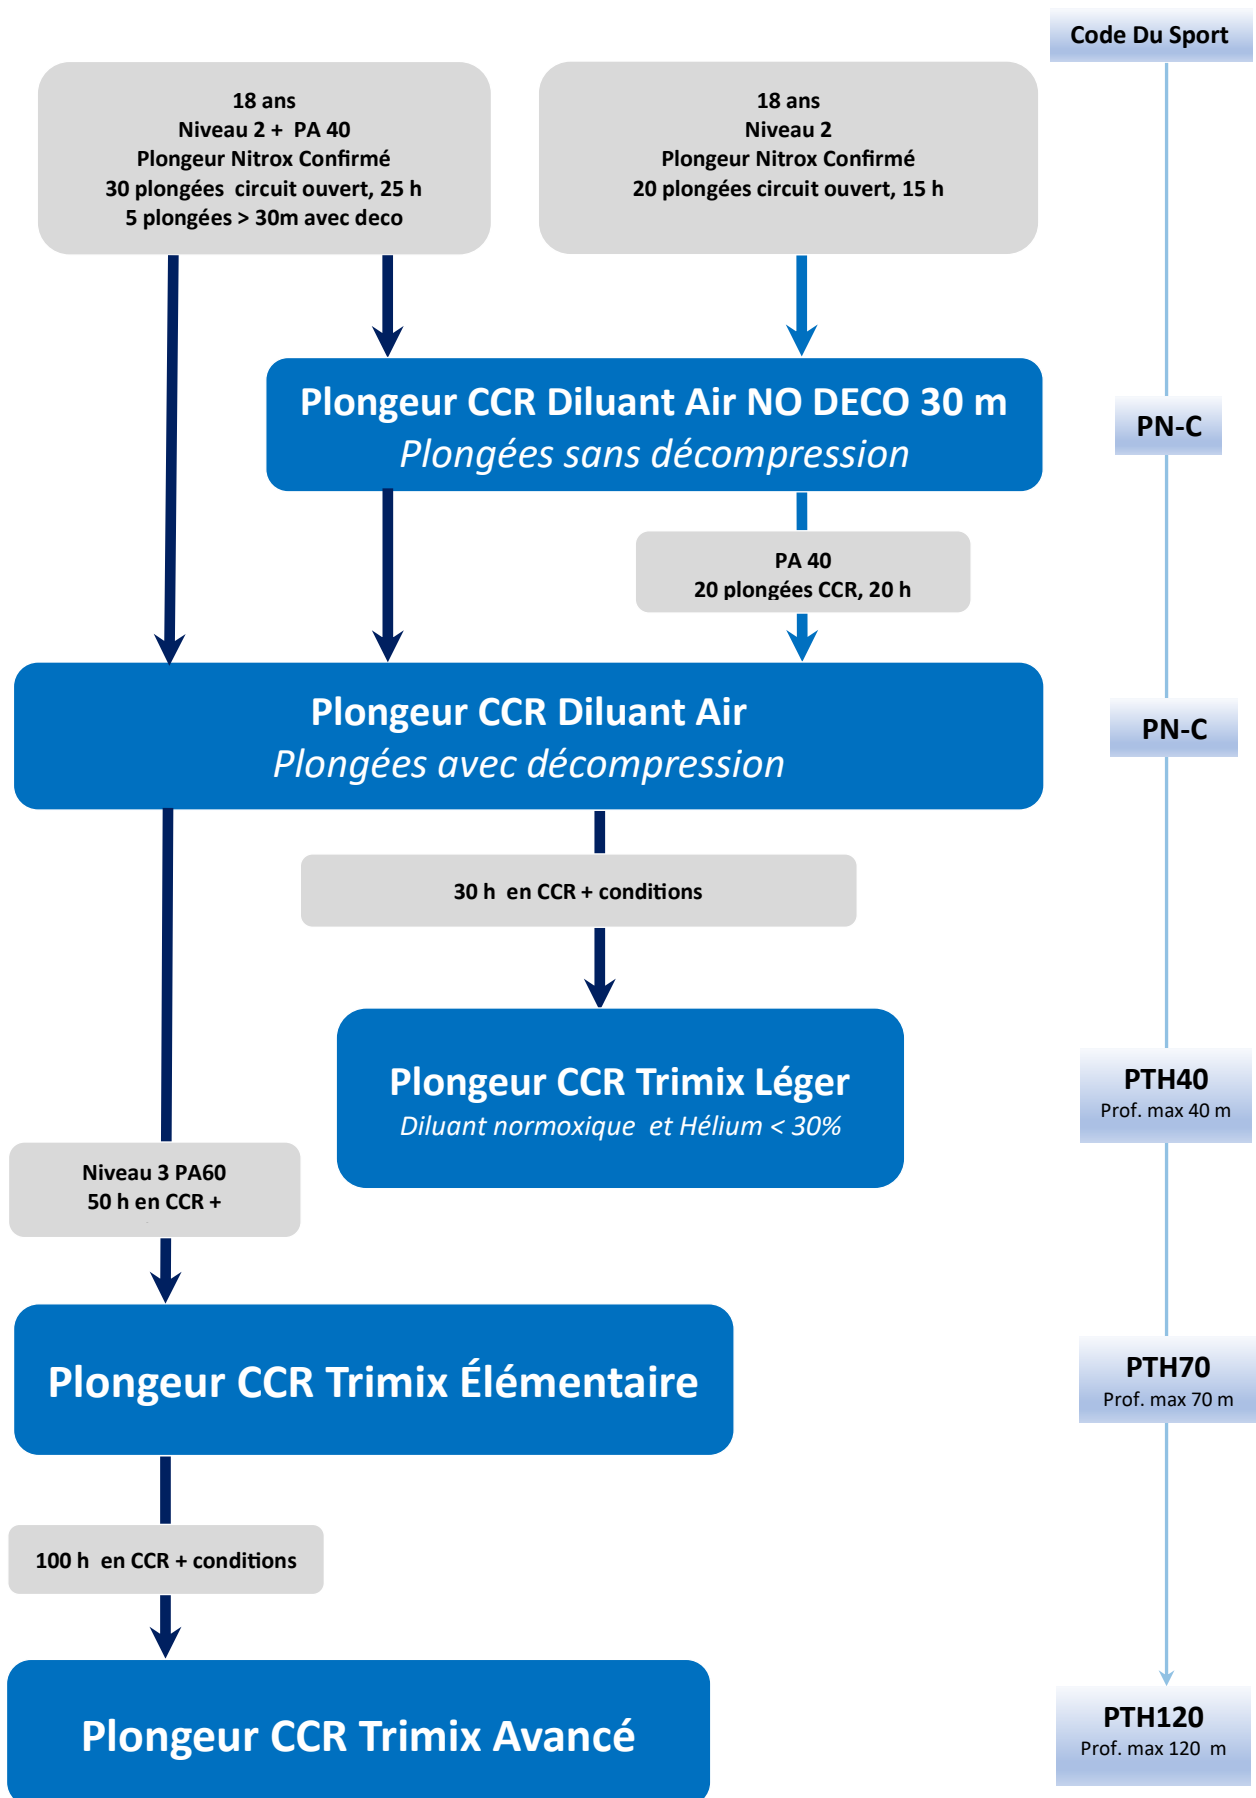 Code Du Sport
18 ans
Niveau 2 + PA 40
Plongeur Nitrox Confirmé
30 plongées circuit ouvert, 25 h
5 plongées > 30m avec deco
18 ans
Niveau 2
Plongeur Nitrox Confirmé
20 plongées circuit ouvert, 15 h
Plongeur CCR Diluant Air NO DECO 30 m
Plongées sans décompression
PN-C
PA 40
20 plongées CCR, 20 h
Plongeur CCR Diluant Air
Plongées avec décompression
PN-C
30 h en CCR + conditions
Plongeur CCR Trimix Léger
Diluant normoxique et Hélium < 30%
PTH40
Prof. max 40 m
Niveau 3 PA60
50 h en CCR +
Plongeur CCR Trimix Élémentaire
PTH70
Prof. max 70 m
100 h en CCR + conditions
Plongeur CCR Trimix Avancé
PTH120
Prof. max 120 m